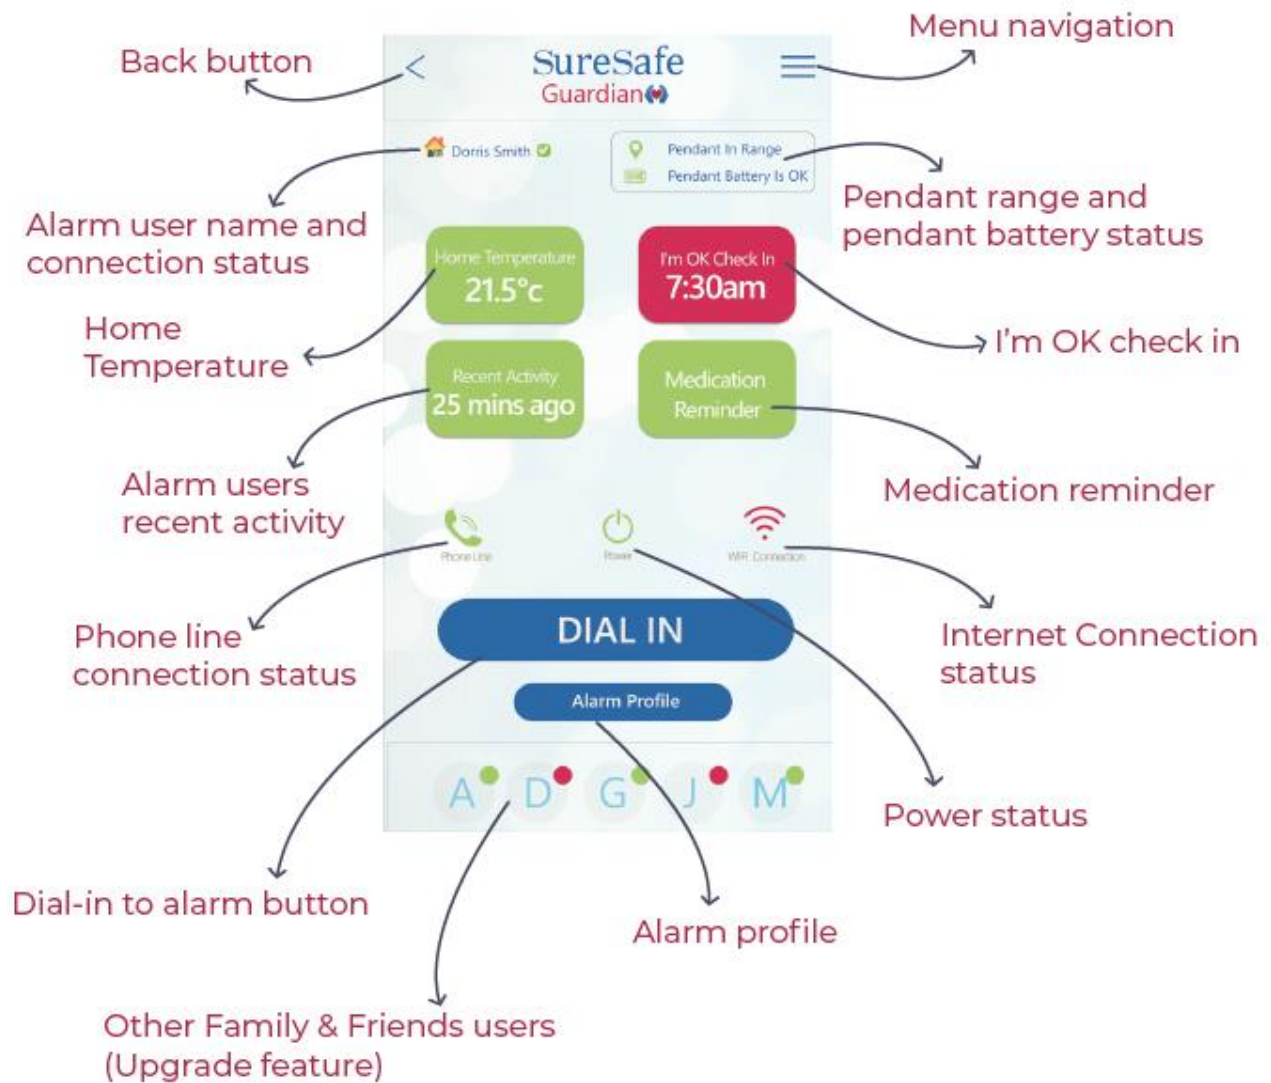 Menu navigation
Back button
<
SureSafe
Guardian
Dorris Smith
Pendant In Range
Pendant Battery Is OK
Alarm user name and
connection status
Pendant range and
pendant battery status
Home Temperature
21.5°c
I'm OK Check In
7:30am
Home
Temperature
I'm OK check in
Recent Activity
25 mins ago
Medication
Reminder
Alarm users
recent activity
Medication reminder
Phone Line
Power
WIFI Connection
Phone line
connection status
DIAL IN
Internet Connection
status
Alarm Profile
A D G J M
Power status
Dial-in to alarm button
Alarm profile
Other Family & Friends users
(Upgrade feature)